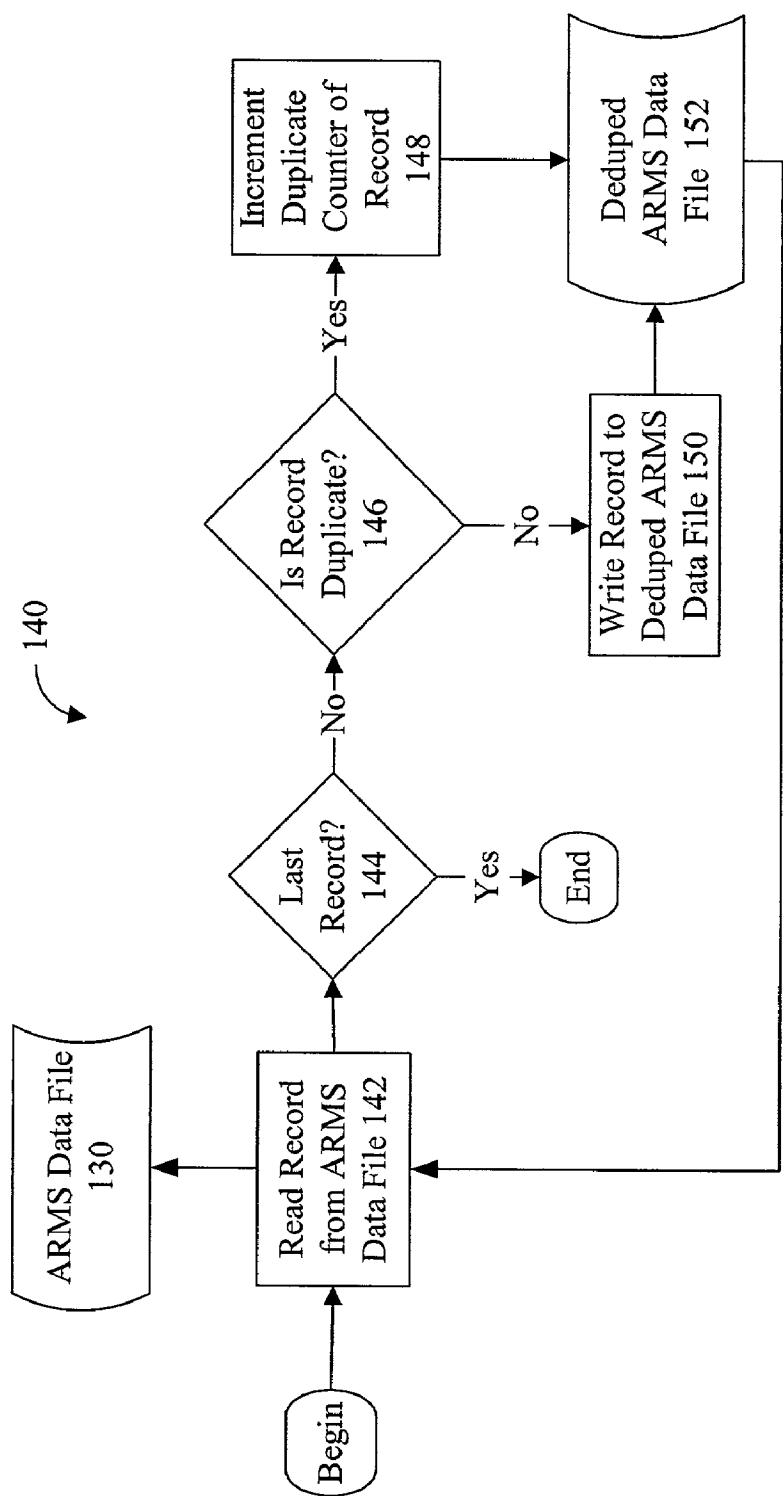 140
Begin
ARMS Data File
130
Read Record
from ARMS
Data File 142
Last
Record?
144
Yes
End
No
Is Record
Duplicate?
146
Yes
Increment
Duplicate
Counter of
Record
148
No
Write Record to
Deduped ARMS
Data File 150
Deduped
ARMS Data
File 152